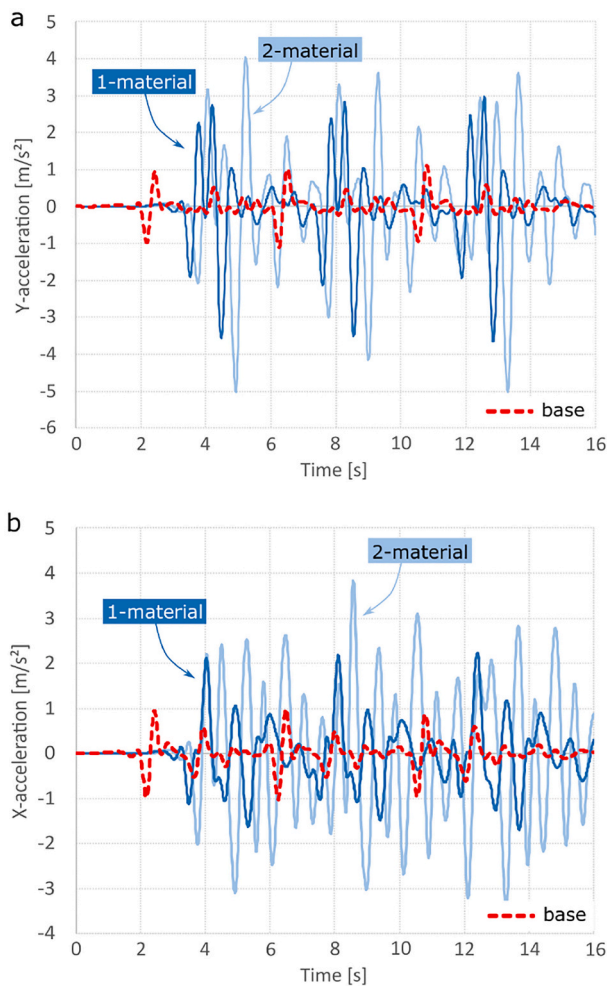 a
5
4
3
2
1
0
-1
-2
-3
-4
-5
-6
Y-acceleration [m/s²]
2-material
1-material
base
0 2 4 6 8 10 12 14 16
Time [s]
b
5
4
3
2
1
0
-1
-2
-3
-4
X-acceleration [m/s²]
2-material
1-material
base
0 2 4 6 8 10 12 14 16
Time [s]